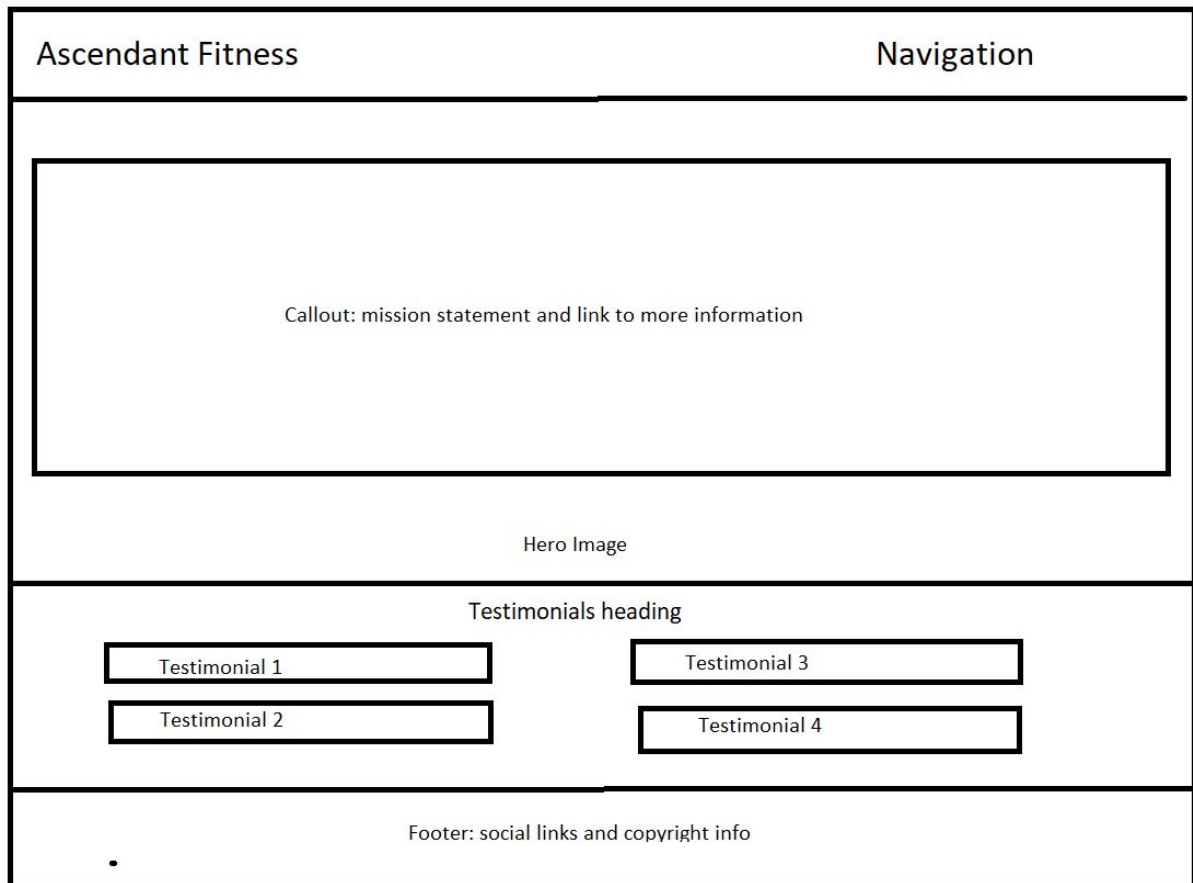 Ascendant Fitness
Navigation
Callout: mission statement and link to more information
Hero Image
Testimonials heading
Testimonial 1
Testimonial 3
Testimonial 2
Testimonial 4
Footer: social links and copyright info